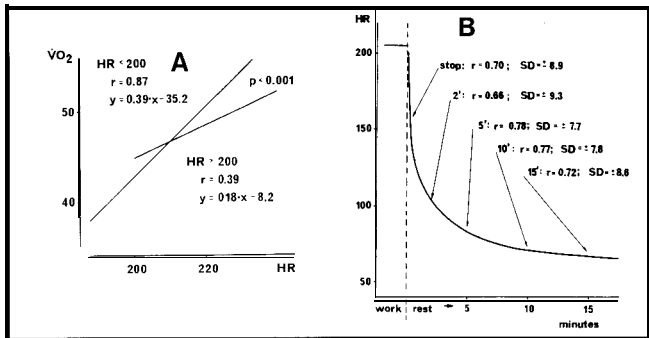 A
V̇O₂
HR < 200
r = 0.87
y = 0.39·x−35.2
p < 0.001
50
HR > 200
r = 0.39
y = 018·x −8.2
40
200 220 HR
B
HR
200
stop: r = 0.70 ; SD = ± 8.9
2': r = 0.66 ; SD = ± 9.3
150
5': r = 0.78; SD = ± 7.7
10': r = 0.77; SD = ± 7.8
15': r = 0.72; SD = ±8.6
100
50
work rest → 5 10 15
minutes